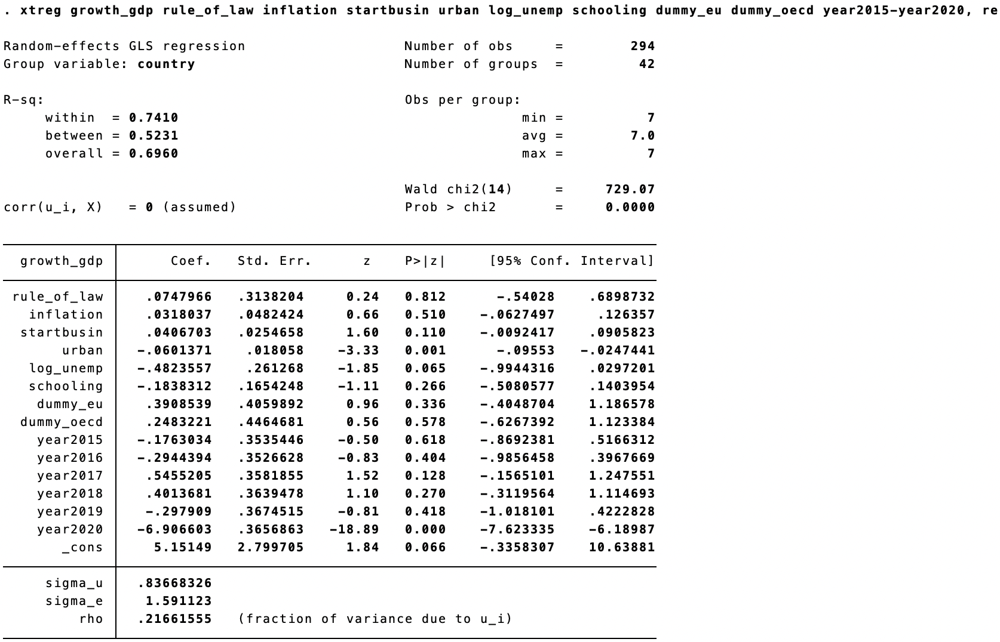 . xtreg growth_gdp rule_of_law inflation startbusin urban log_unemp schooling dummy_eu dummy_oecd year2015-year2020, re
Random-effects GLS regression Number of obs = 294
Group variable: country Number of groups = 42
R-sq: Obs per group:
within = 0.7410 min = 7
between = 0.5231 avg = 7.0
overall = 0.6960 max = 7
Wald chi2(14) = 729.07
corr(u_i, X) = 0 (assumed) Prob > chi2 = 0.0000
growth_gdp Coef. Std. Err. z P>|z| [95% Conf. Interval]
rule_of_law .0747966 .3138204 0.24 0.812 -.54028 .6898732
inflation .0318037 .0482424 0.66 0.510 -.0627497 .126357
startbusin .0406703 .0254658 1.60 0.110 -.0092417 .0905823
urban -.0601371 .018058 -3.33 0.001 -.09553 -.0247441
log_unemp -.4823557 .261268 -1.85 0.065 -.9944316 .0297201
schooling -.1838312 .1654248 -1.11 0.266 -.5080577 .1403954
dummy_eu .3908539 .4059892 0.96 0.336 -.4048704 1.186578
dummy_oecd .2483221 .4464681 0.56 0.578 -.6267392 1.123384
year2015 -.1763034 .3535446 -0.50 0.618 -.8692381 .5166312
year2016 -.2944394 .3526628 -0.83 0.404 -.9856458 .3967669
year2017 .5455205 .3581855 1.52 0.128 -.1565101 1.247551
year2018 .4013681 .3639478 1.10 0.270 -.3119564 1.114693
year2019 -.297909 .3674515 -0.81 0.418 -1.018101 .4222828
year2020 -6.906603 .3656863 -18.89 0.000 -7.623335 -6.18987
_cons 5.15149 2.799705 1.84 0.066 -.3358307 10.63881
sigma_u .83668326
sigma_e 1.591123
rho .21661555 (fraction of variance due to u_i)